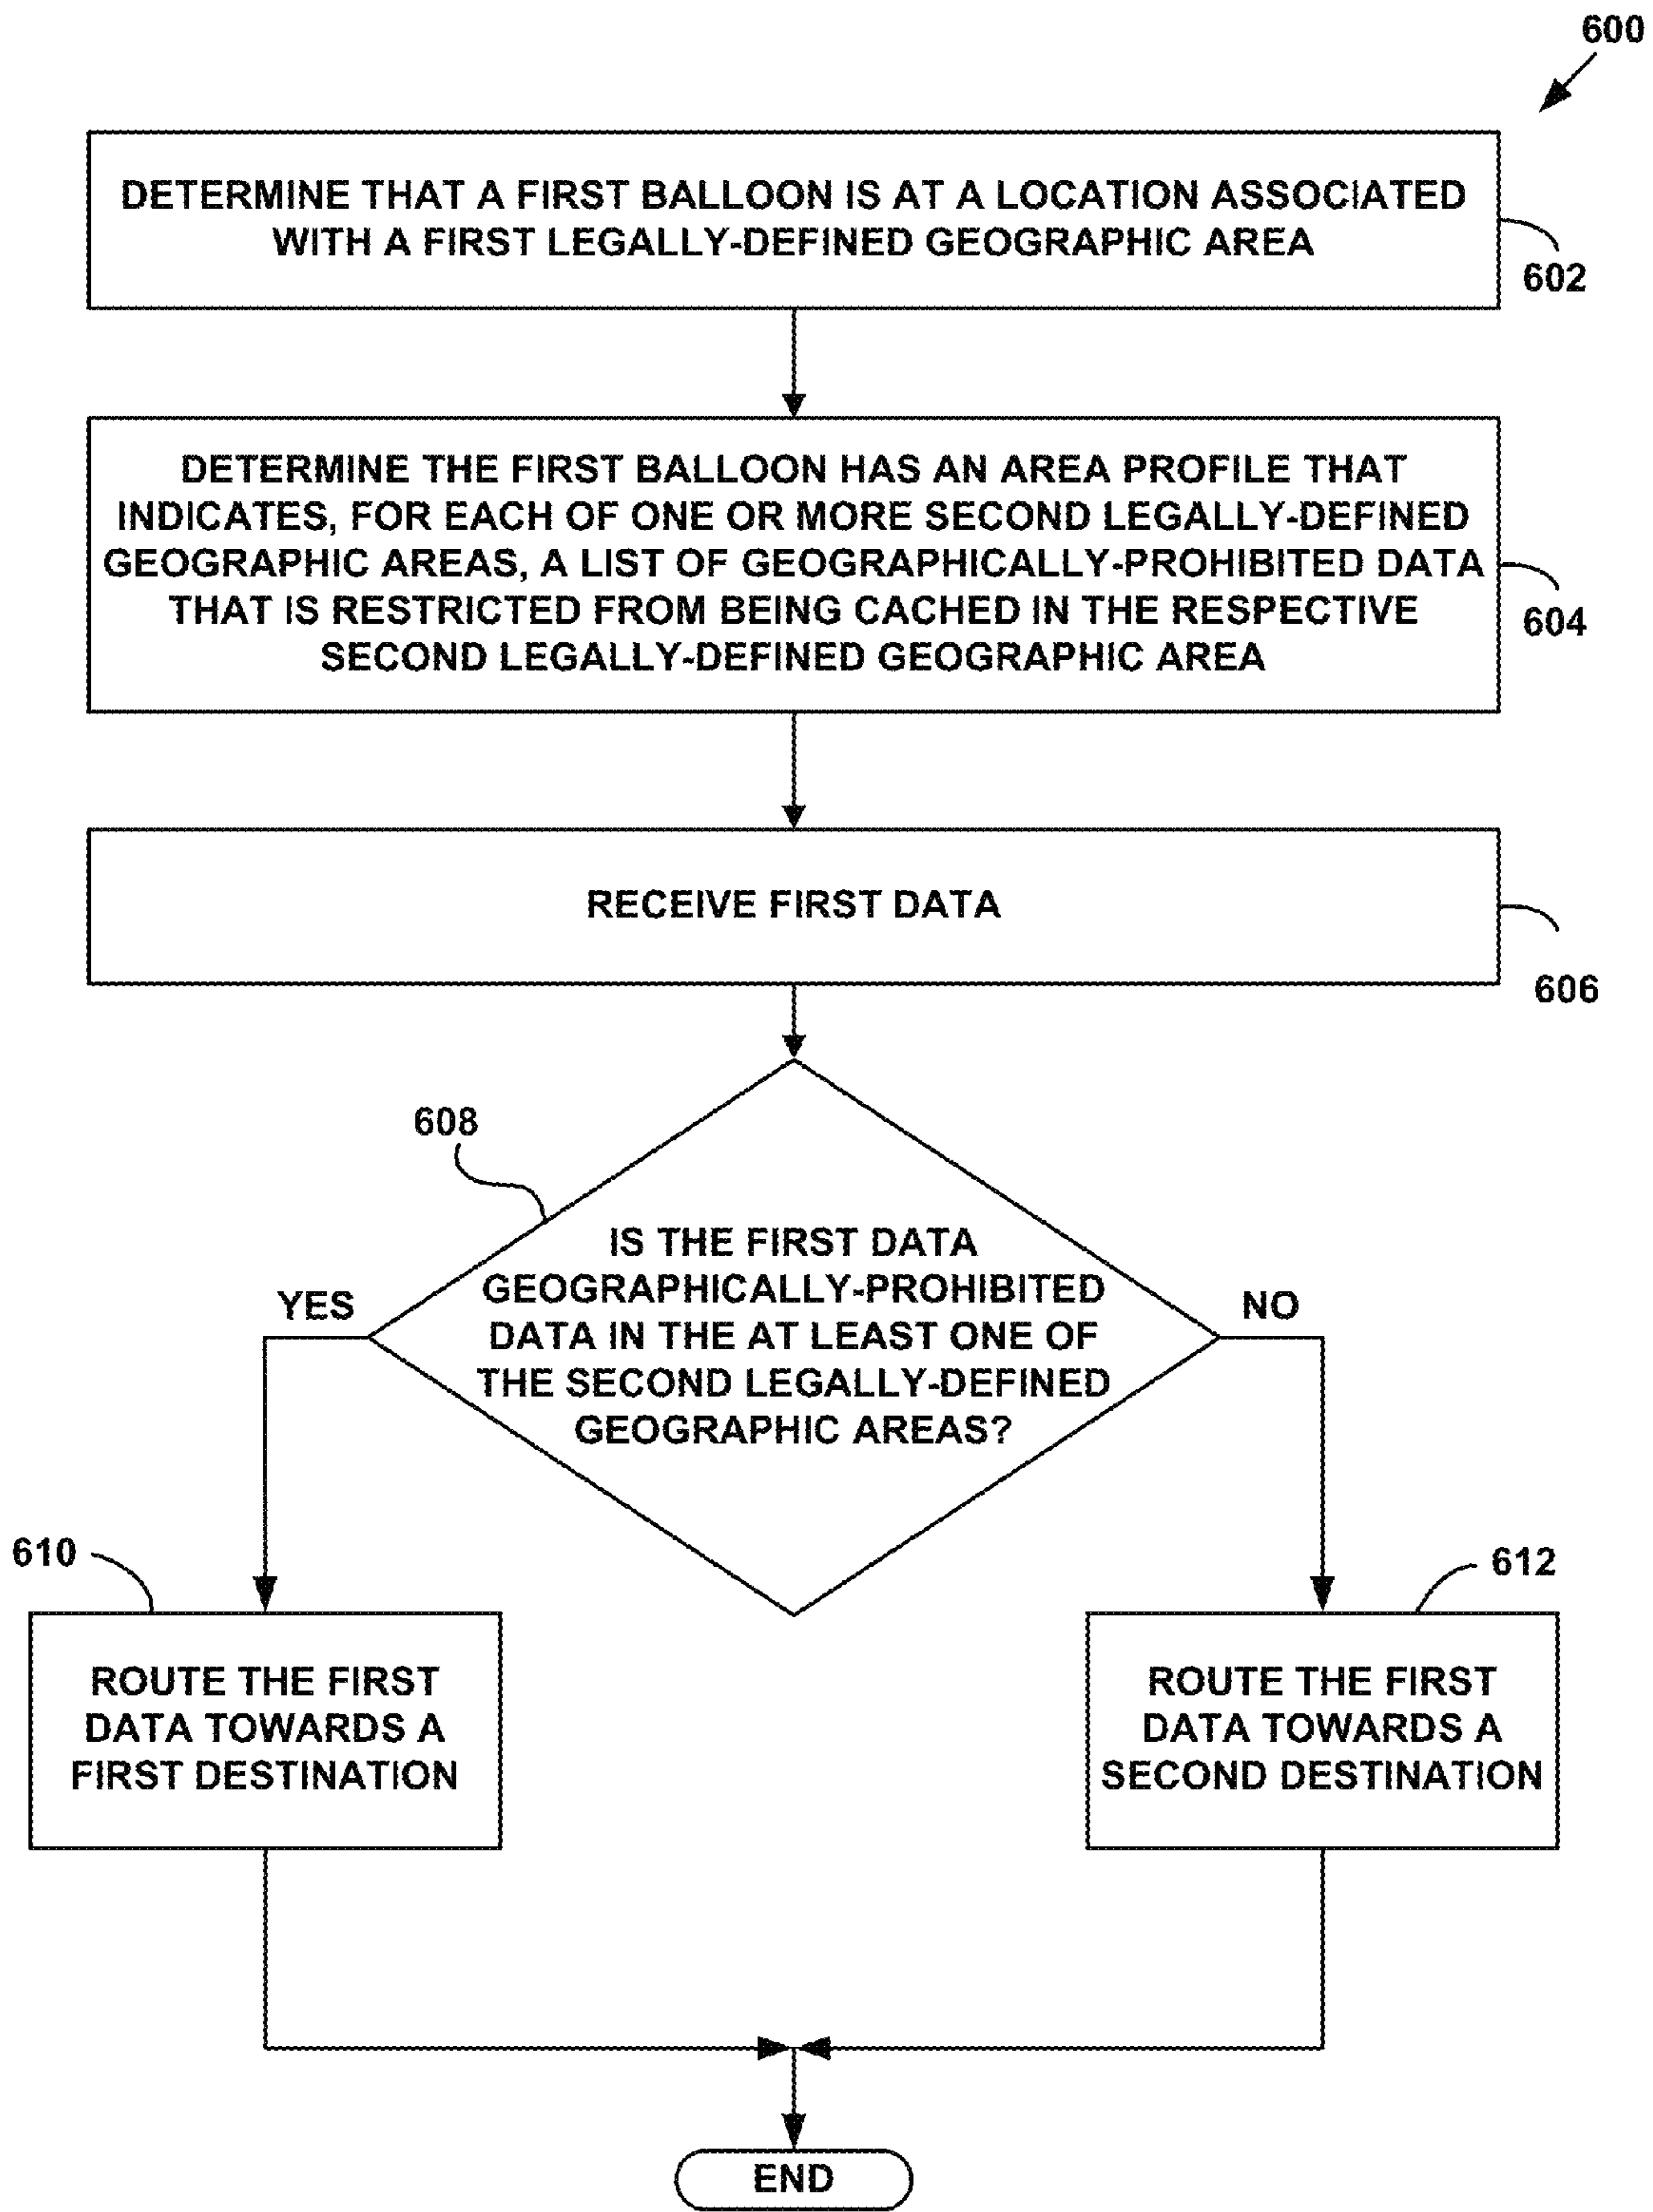 600
DETERMINE THAT A FIRST BALLOON IS AT A LOCATION ASSOCIATED
WITH A FIRST LEGALLY-DEFINED GEOGRAPHIC AREA
602
DETERMINE THE FIRST BALLOON HAS AN AREA PROFILE THAT
INDICATES, FOR EACH OF ONE OR MORE SECOND LEGALLY-DEFINED
GEOGRAPHIC AREAS, A LIST OF GEOGRAPHICALLY-PROHIBITED DATA
THAT IS RESTRICTED FROM BEING CACHED IN THE RESPECTIVE
SECOND LEGALLY-DEFINED GEOGRAPHIC AREA
604
RECEIVE FIRST DATA
606
608
IS THE FIRST DATA
GEOGRAPHICALLY-PROHIBITED
DATA IN THE AT LEAST ONE OF
THE SECOND LEGALLY-DEFINED
GEOGRAPHIC AREAS?
YES
NO
610
ROUTE THE FIRST
DATA TOWARDS A
FIRST DESTINATION
612
ROUTE THE FIRST
DATA TOWARDS A
SECOND DESTINATION
END